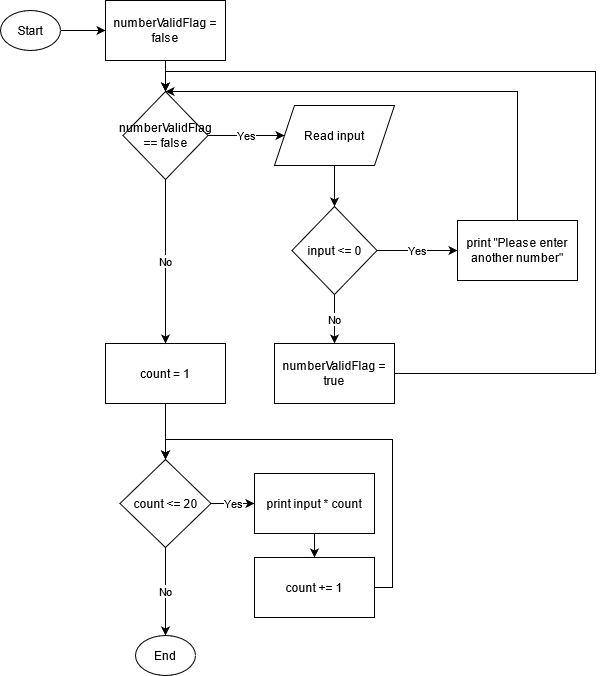 Start
numberValidFlag =
false
numberValidFlag
== false
Yes
Read input
No
input <= 0
Yes
print "Please enter
another number"
No
numberValidFlag =
true
count = 1
count <= 20
Yes
print input * count
count += 1
No
End